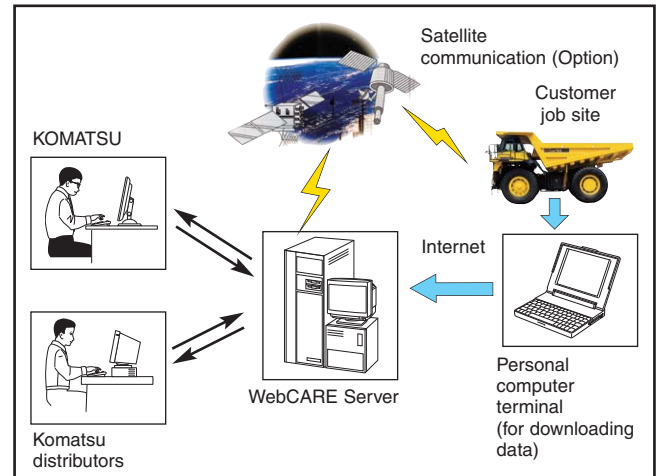 Satellite
communication (Option)
Customer
job site
KOMATSU
Internet
WebCARE Server
Personal
computer
terminal
(for downloading
data)
Komatsu
distributors